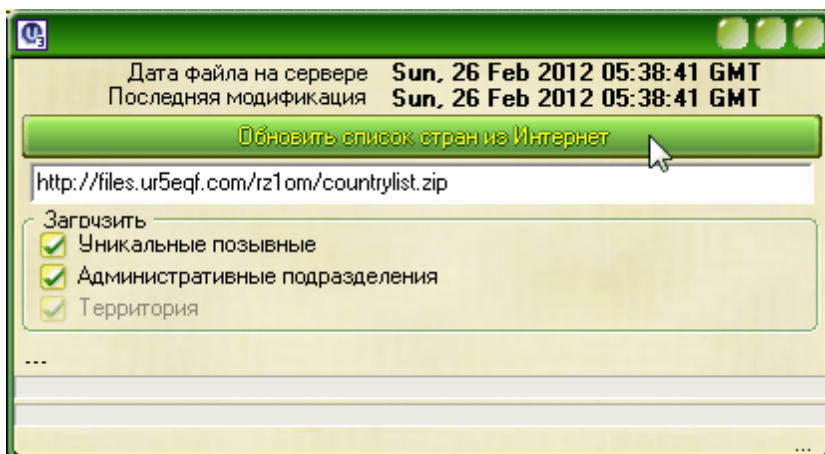 Дата файла на сервере Sun, 26 Feb 2012 05:38:41 GMT
Последняя модификация Sun, 26 Feb 2012 05:38:41 GMT
Обновить список стран из Интернет
http://files.ur5eqf.com/rz1om/countrylist.zip
Загрузить
Уникальные позывные
Административные подразделения
Территория
...
...